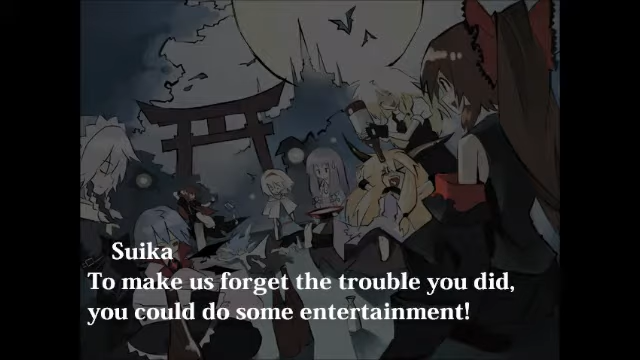 Suika
To make us forget the trouble you did,
you could do some entertainment!